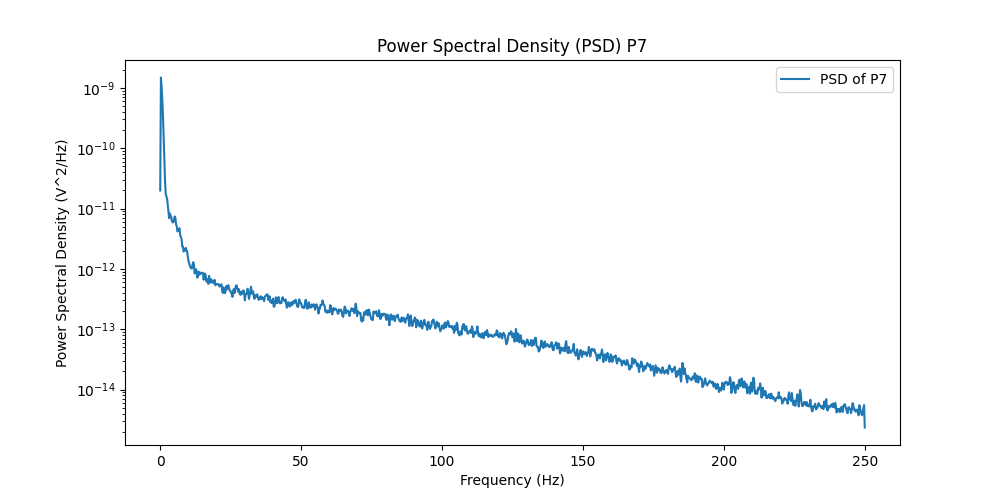 Power Spectral Density (PSD) P7
PSD of P7
Power Spectral Density (V^2/Hz)
10⁻⁹
10⁻¹⁰
10⁻¹¹
10⁻¹²
10⁻¹³
10⁻¹⁴
0 50 100 150 200 250
Frequency (Hz)